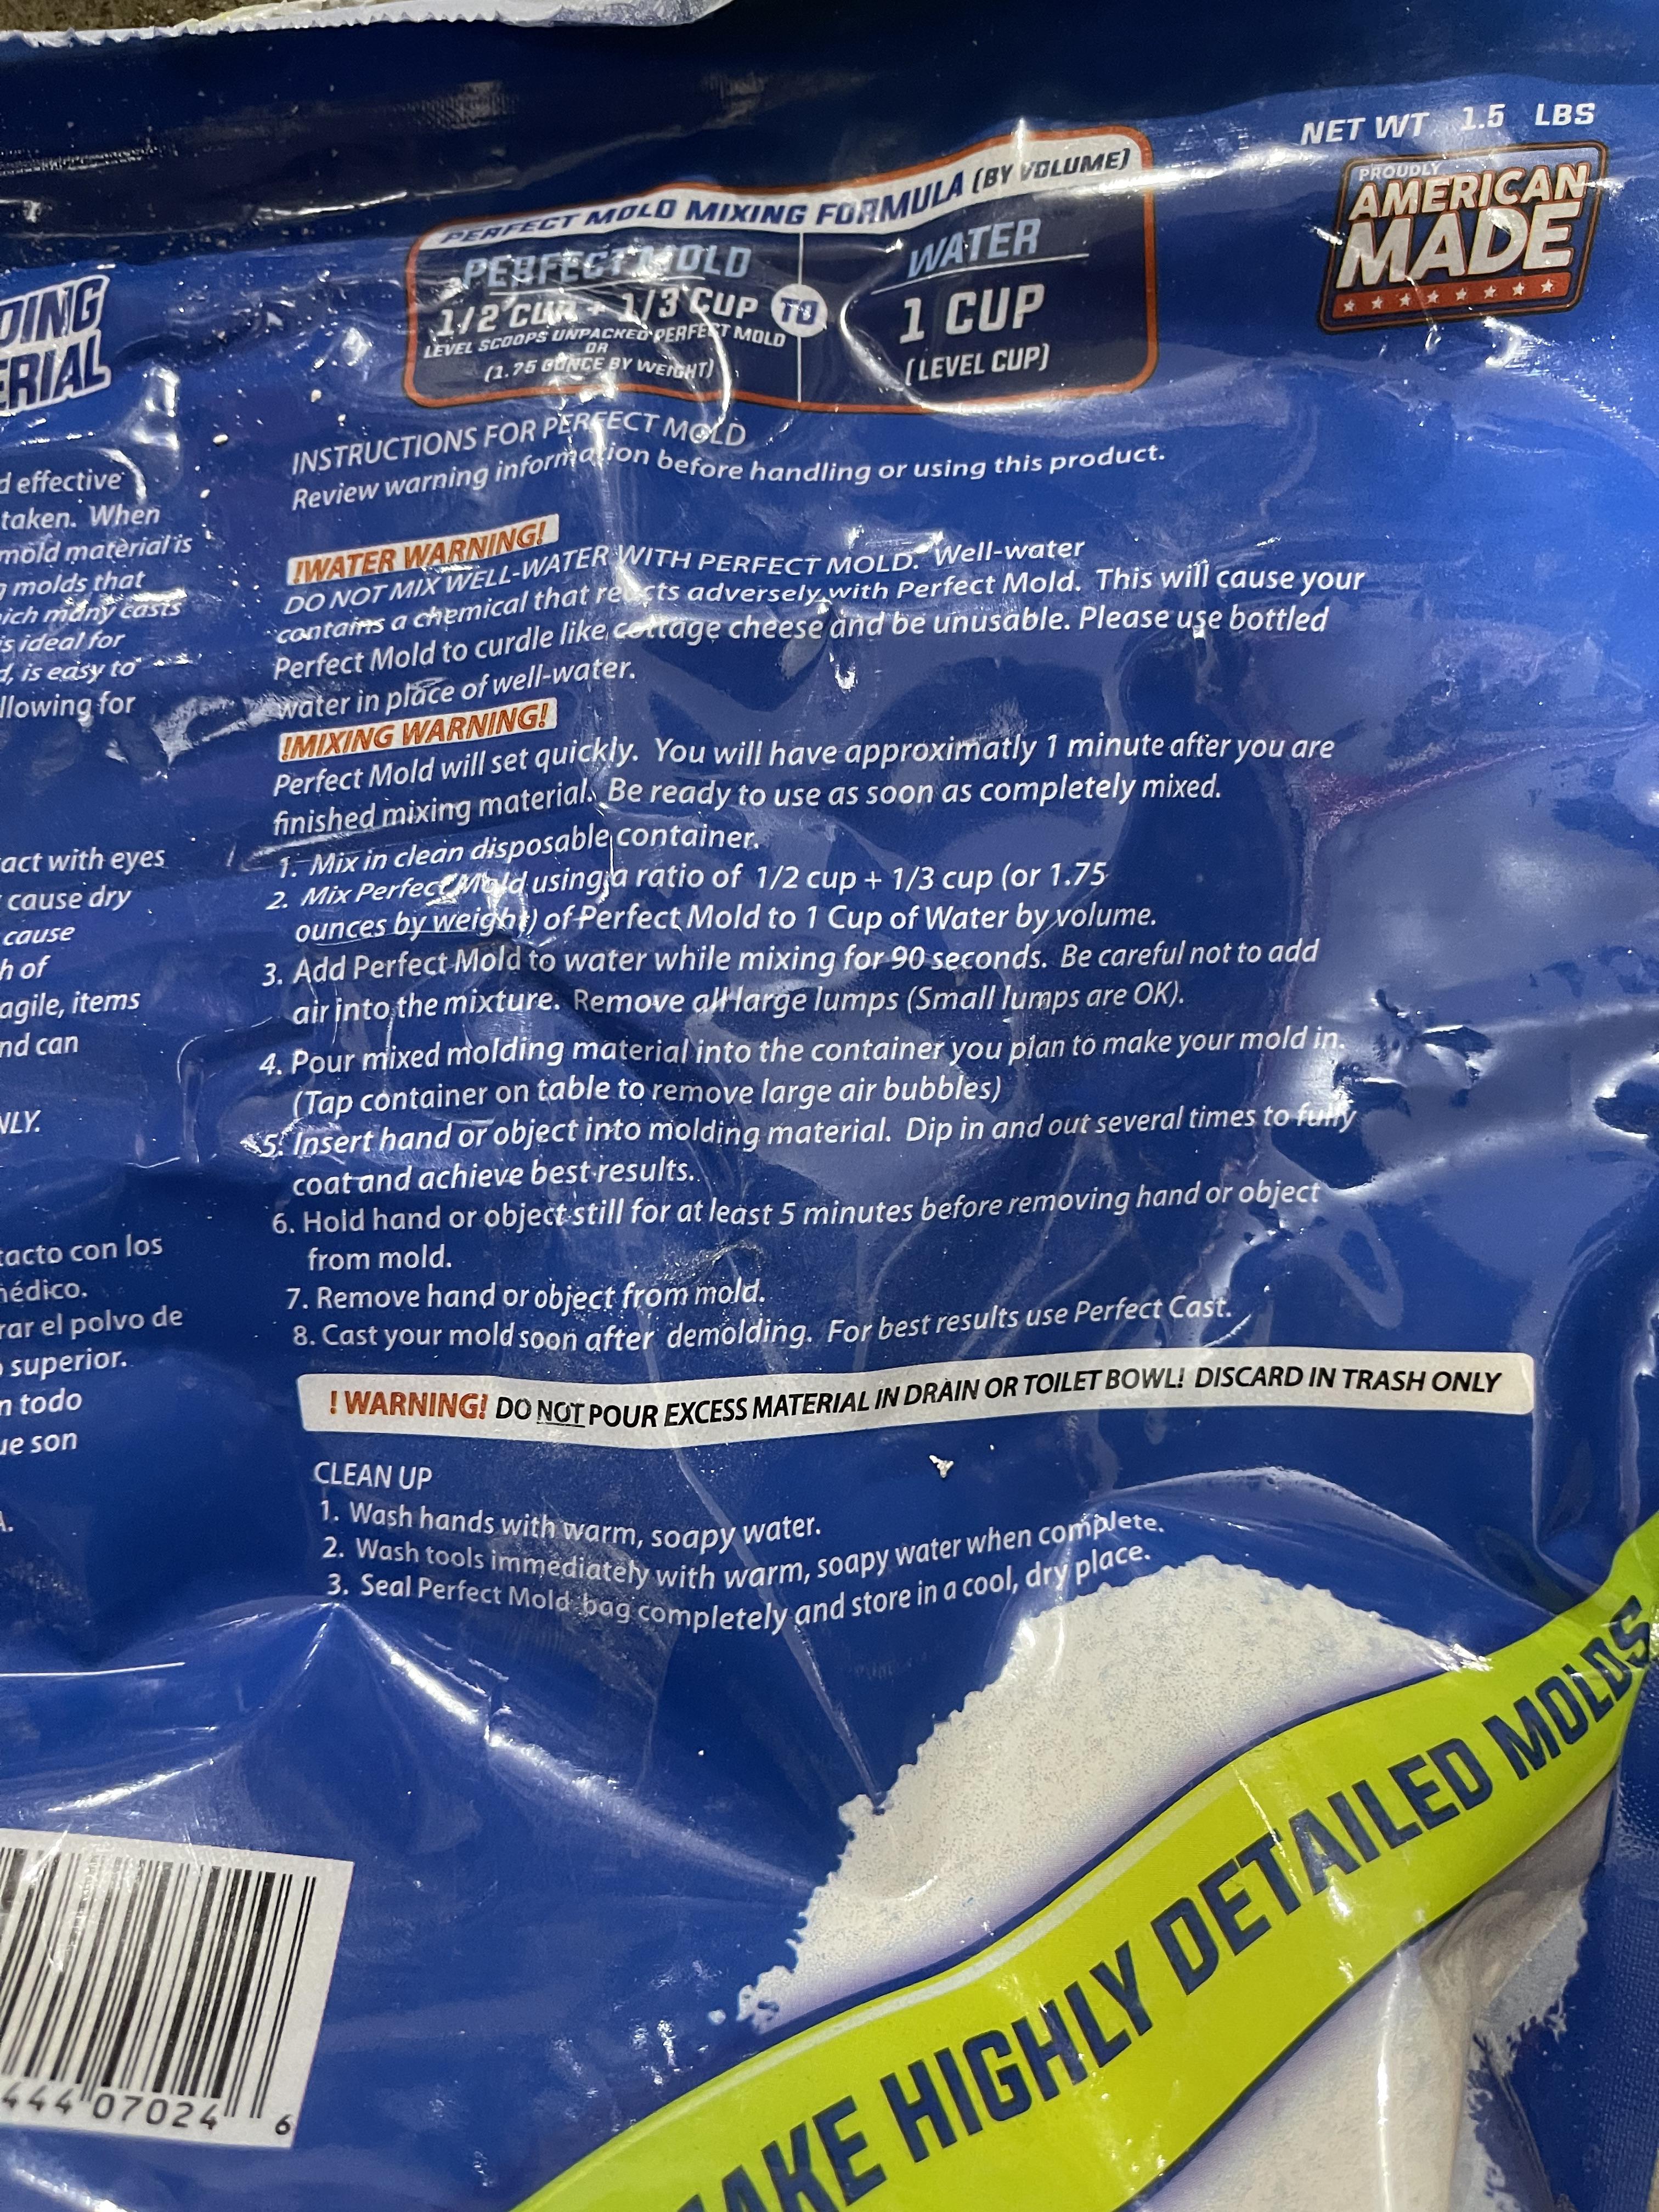 NET WT 1.5 LBS
PROUDLY
AMERICAN
MADE
PERFECT MOLD MIXING FORMULA (BY VOLUME)
PERFECT MOLD
1/2 CUP + 1/3 CUP
LEVEL SCOOPS UNPACKED PERFECT MOLD
OR
(1.75 OUNCE BY WEIGHT)
TO
WATER
1 CUP
(LEVEL CUP)
INSTRUCTIONS FOR PERFECT MOLD
Review warning information before handling or using this product.
!WATER WARNING!
DO NOT MIX WELL-WATER WITH PERFECT MOLD. Well-water
contains a chemical that reacts adversely with Perfect Mold. This will cause your
Perfect Mold to curdle like cottage cheese and be unusable. Please use bottled
water in place of well-water.
!MIXING WARNING!
Perfect Mold will set quickly. You will have approximatly 1 minute after you are
finished mixing material. Be ready to use as soon as completely mixed.
1. Mix in clean disposable container.
2. Mix Perfect Mold using a ratio of 1/2 cup + 1/3 cup (or 1.75
ounces by weight) of Perfect Mold to 1 Cup of Water by volume.
3. Add Perfect Mold to water while mixing for 90 seconds. Be careful not to add
air into the mixture. Remove all large lumps (Small lumps are OK).
4. Pour mixed molding material into the container you plan to make your mold in.
(Tap container on table to remove large air bubbles)
5. Insert hand or object into molding material. Dip in and out several times to fully
coat and achieve best results.
6. Hold hand or object still for at least 5 minutes before removing hand or object
from mold.
7. Remove hand or object from mold.
8. Cast your mold soon after demolding. For best results use Perfect Cast.
! WARNING! DO NOT POUR EXCESS MATERIAL IN DRAIN OR TOILET BOWL! DISCARD IN TRASH ONLY
CLEAN UP
1. Wash hands with warm, soapy water.
2. Wash tools immediately with warm, soapy water when complete.
3. Seal Perfect Mold bag completely and store in a cool, dry place.
DING
ERIAL
d effective
taken. When
mold material is
g molds that
ich many casts
is ideal for
d, is easy to
llowing for
act with eyes
cause dry
cause
h of
agile, items
nd can
NLY.
tacto con los
médico.
rar el polvo de
superior.
n todo
ue son
A.
444 07024 6
AKE HIGHLY DETAILED MOLDS